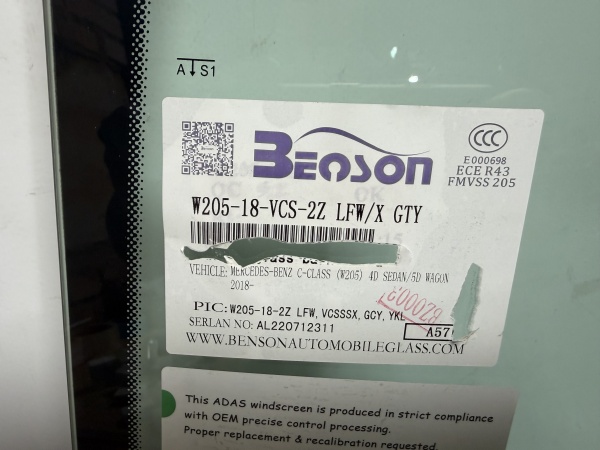 A S1
BENSON
CCC
E000698
ECE R43
FMVSS 205
W205-18-VCS-2Z LFW/X GTY
VEHICLE: MERCEDES-BENZ C-CLASS (W205) 4D SEDAN/5D WAGON
2018-
PIC: W205-18-2Z LFW, VCSSSX, GCY, YKL
SERLAN NO: AL220712311
A57
WWW.BENSONAUTOMOBILEGLASS.COM
This ADAS windscreen is produced in strict compliance
with OEM precise control processing.
Proper replacement & recalibration requested.